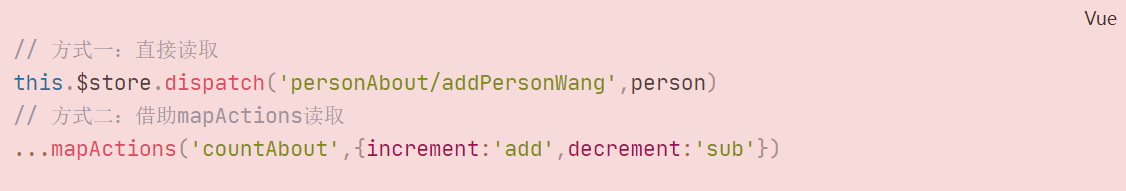 Vue
// 方式一：直接读取
this.$store.dispatch('personAbout/addPersonWang',person)
// 方式二：借助mapActions读取
...mapActions('countAbout',{increment:'add',decrement:'sub'})